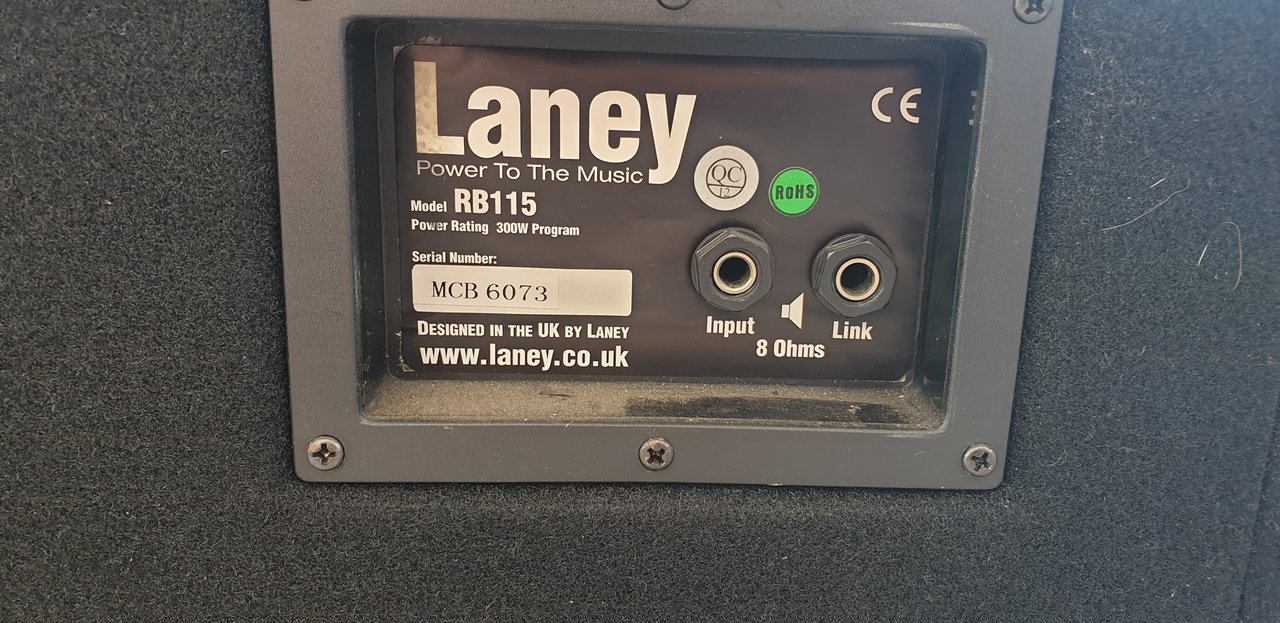 Laney
CE
Power To The Music
QC
12
RoHS
Model RB115
Power Rating 300W Program
Serial Number:
MCB 6073
Input
Link
8 Ohms
DESIGNED IN THE UK BY LANEY
www.laney.co.uk